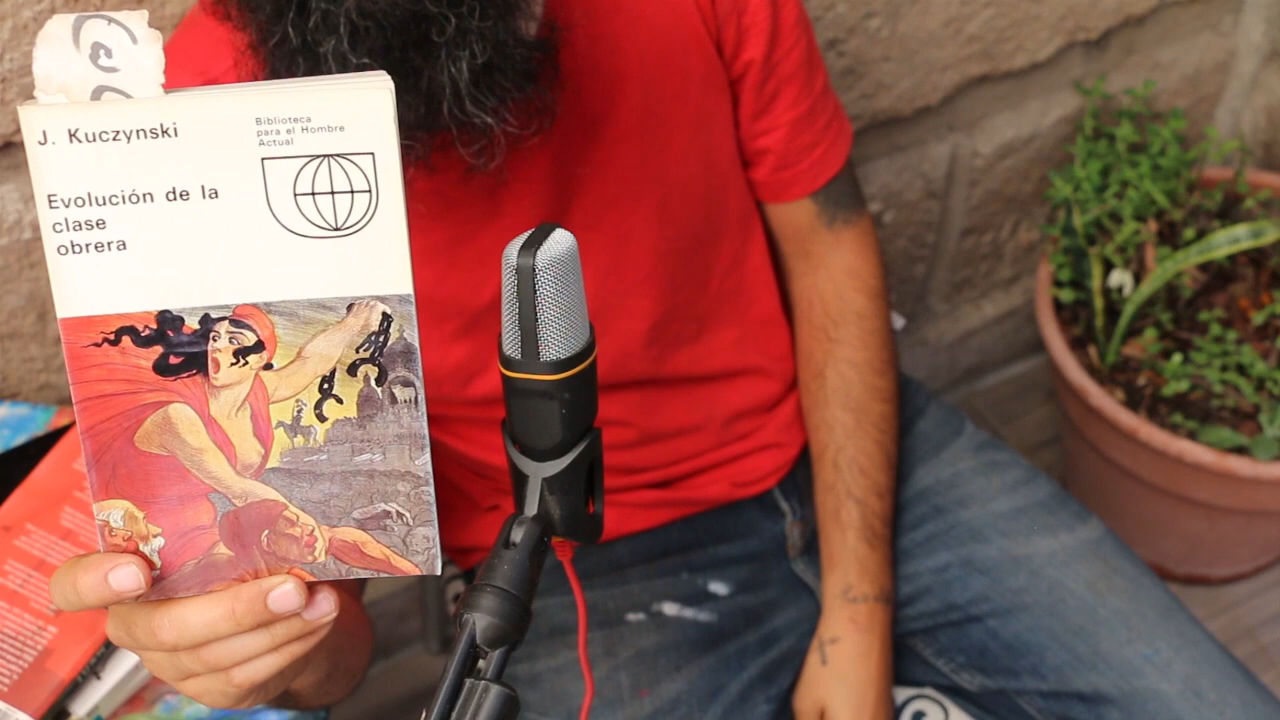 J. Kuczynski
Biblioteca
para el Hombre
Actual
Evolución de la
clase
obrera